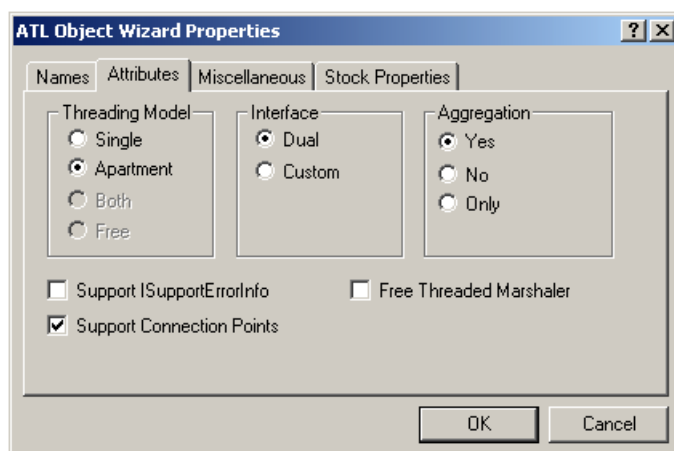 ATL Object Wizard Properties
Names Attributes Miscellaneous Stock Properties
Threading Model Interface Aggregation
Single Dual Yes
Apartment Custom No
Both Only
Free
Support ISupportErrorInfo Free Threaded Marshaler
Support Connection Points
OK Cancel